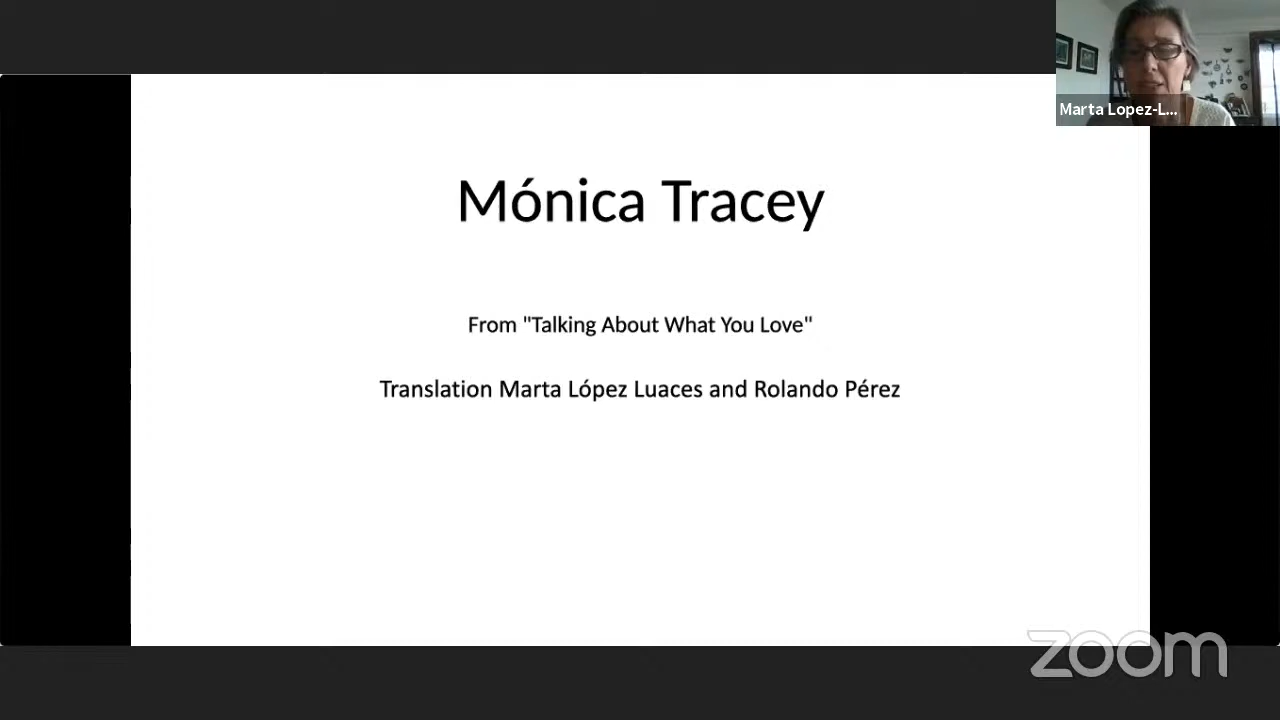 Marta Lopez-L...
Mónica Tracey
From "Talking About What You Love"
Translation Marta López Luaces and Rolando Pérez
zoom